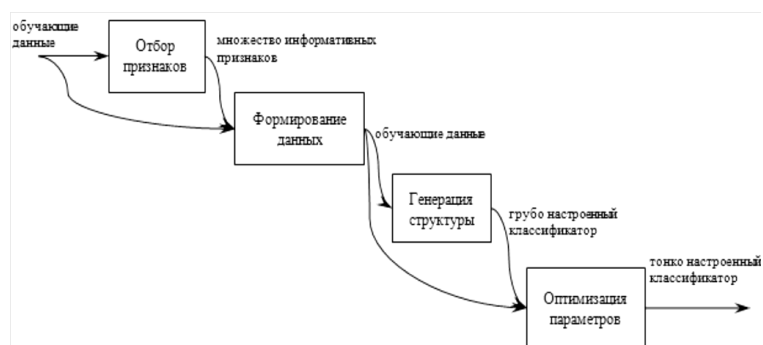 обучающие
данные
Отбор
признаков
множество информативных
признаков
Формирование
данных
обучающие данные
Генерация
структуры
грубо настроенный
классификатор
тонко настроенный
классификатор
Оптимизация
параметров